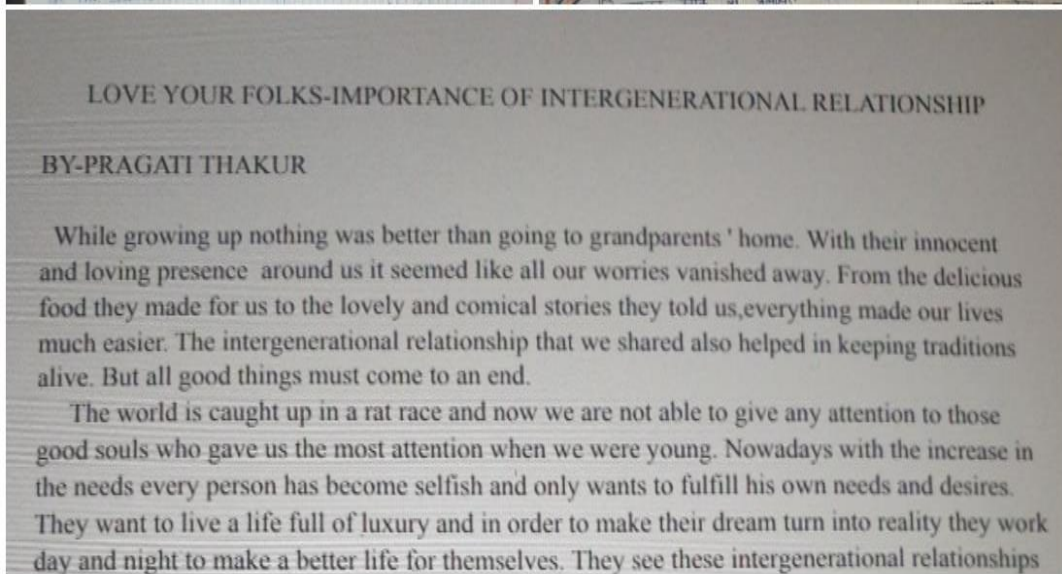 LOVE YOUR FOLKS-IMPORTANCE OF INTERGENERATIONAL RELATIONSHIP
BY-PRAGATI THAKUR
While growing up nothing was better than going to grandparents ' home. With their innocent
and loving presence around us it seemed like all our worries vanished away. From the delicious
food they made for us to the lovely and comical stories they told us,everything made our lives
much easier. The intergenerational relationship that we shared also helped in keeping traditions
alive. But all good things must come to an end.
The world is caught up in a rat race and now we are not able to give any attention to those
good souls who gave us the most attention when we were young. Nowadays with the increase in
the needs every person has become selfish and only wants to fulfill his own needs and desires.
They want to live a life full of luxury and in order to make their dream turn into reality they work
day and night to make a better life for themselves. They see these intergenerational relationships